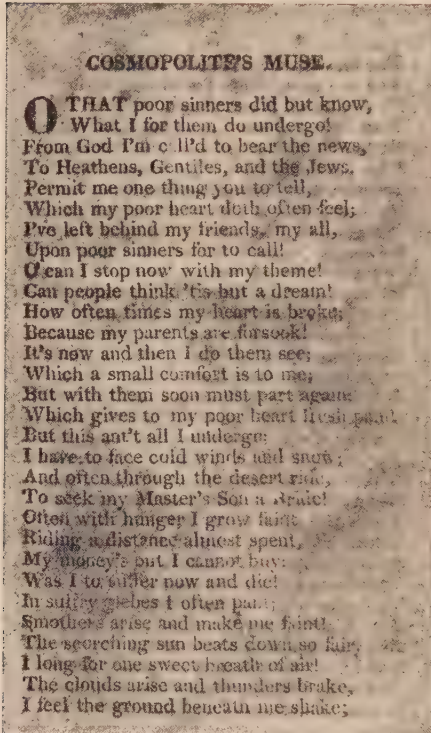 COSMOPOLITE'S MUSE.
O THAT poor sinners did but know,
What I for them do undergo!
From God I'm c ll'd to bear the news,
To Heathens, Gentiles, and the Jews.
Permit me one thing you to tell,
Which my poor heart doth often feel;
I've left behind my friends, my all,
Upon poor sinners for to call!
O can I stop now with my theme!
Can people think 'tis but a dream!
How often times my heart is broke;
Because my parents are forsook!
It's now and then I do them see;
Which a small comfort is to me;
But with them soon must part again:
Which gives to my poor heart fresh pain.
But this an't all I undergo;
I have to face cold winds and snow;
And often through the desert ride,
To seek my Master's Son a Bride!
Often with hunger I grow faint
Riding a distance almost spent,
My money's out I cannot buy:
Was I to suffer now and die!
In sultry I often pant;
Smothers arise and make me faint!
The scorching sun beats down so fair,
I long for one sweet breath of air!
The clouds arise and thunders brake,
I feel the ground beneath me shake;